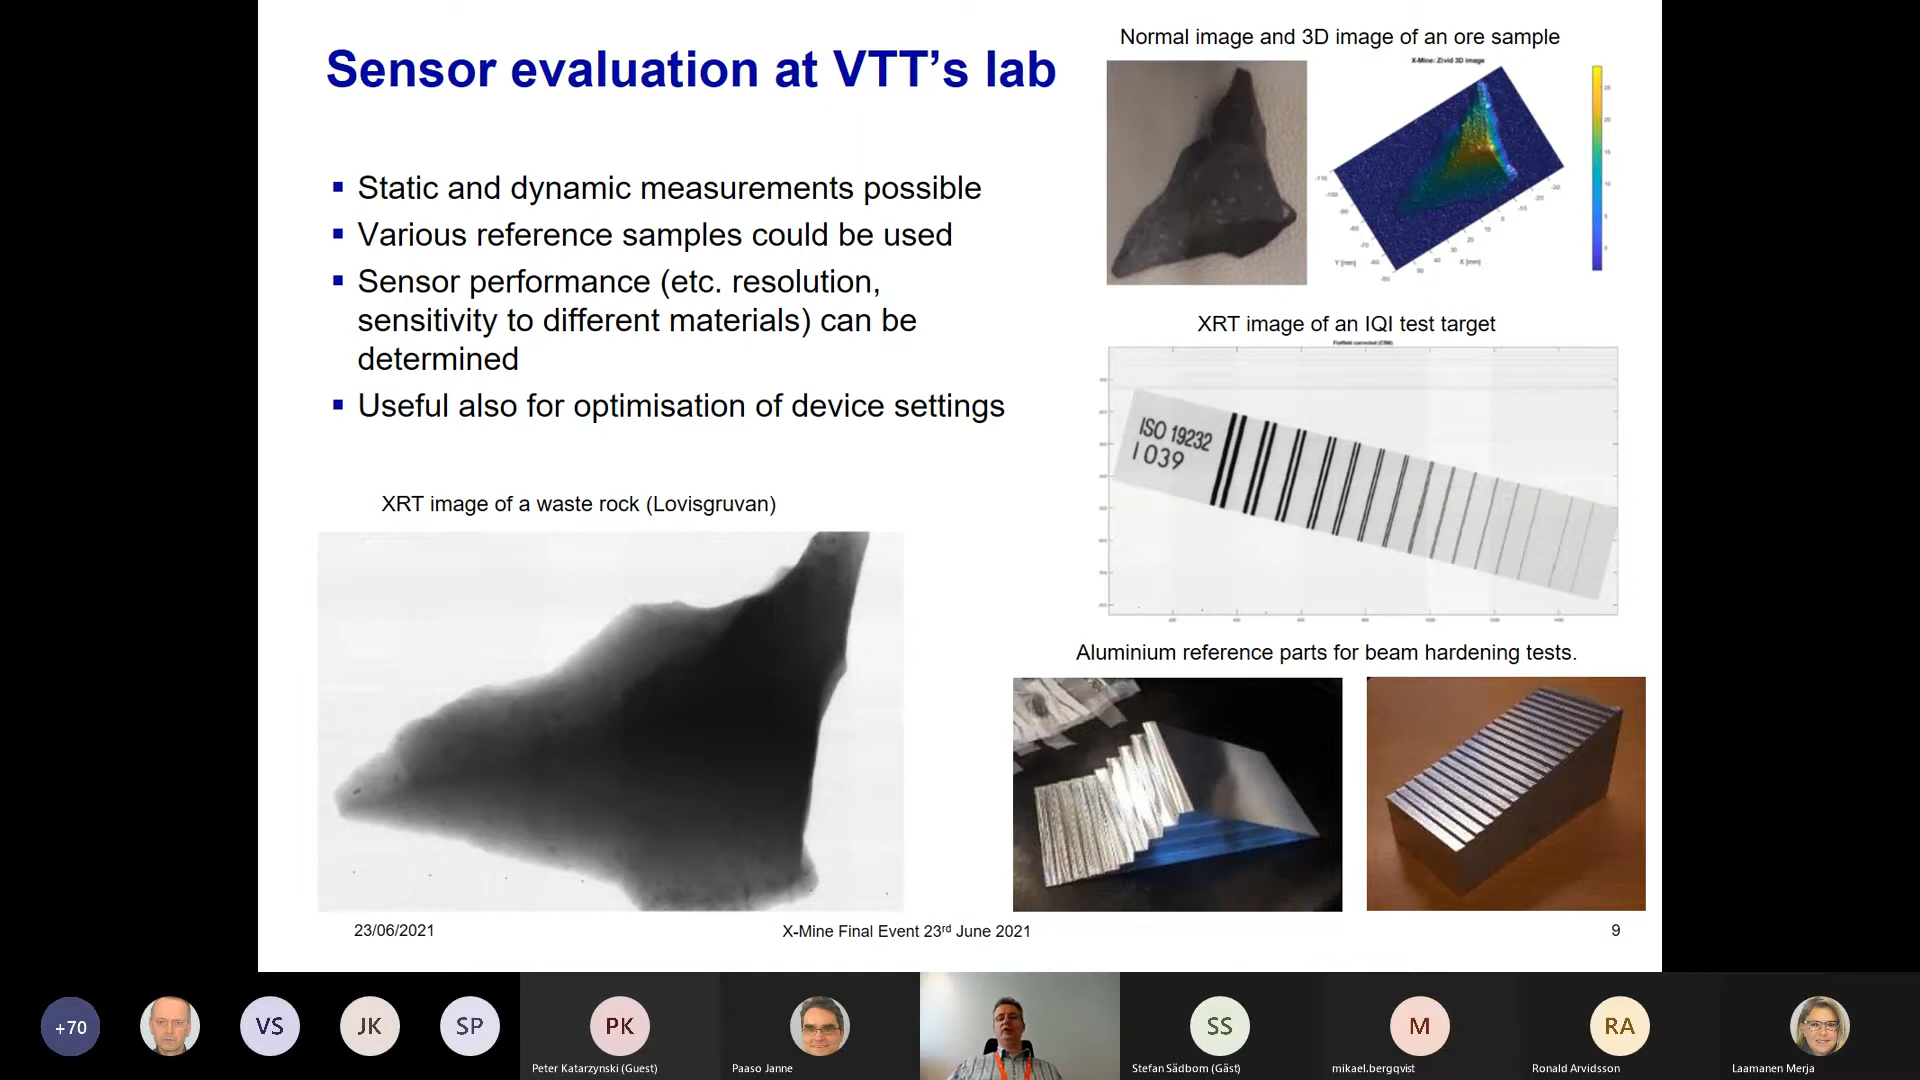 Sensor evaluation at VTT’s lab
▪ Static and dynamic measurements possible
▪ Various reference samples could be used
▪ Sensor performance (etc. resolution,
sensitivity to different materials) can be
determined
▪ Useful also for optimisation of device settings
XRT image of a waste rock (Lovisgruvan)
Normal image and 3D image of an ore sample
X-Mine: Zivid 3D image
Y [mm]
X [mm]
XRT image of an IQI test target
Flatfield corrected (CSM)
ISO 19232
I 039
Aluminium reference parts for beam hardening tests.
23/06/2021
X-Mine Final Event 23rd June 2021
9
+70
VS
JK
SP
PK
Peter Katarzynski (Guest)
Paaso Janne
SS
Stefan Sädbom (Gäst)
M
mikael.bergqvist
RA
Ronald Arvidsson
Laamanen Merja